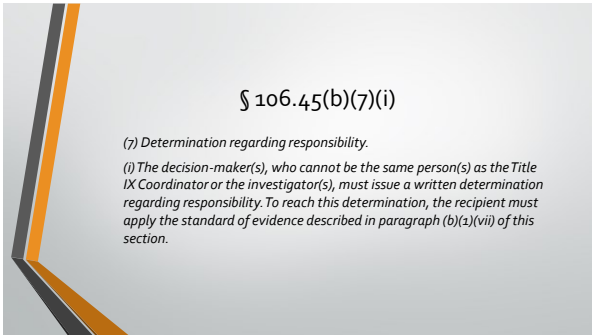 § 106.45(b)(7)(i)
(7) Determination regarding responsibility.
(i) The decision-maker(s), who cannot be the same person(s) as the Title
IX Coordinator or the investigator(s), must issue a written determination
regarding responsibility. To reach this determination, the recipient must
apply the standard of evidence described in paragraph (b)(1)(vii) of this
section.